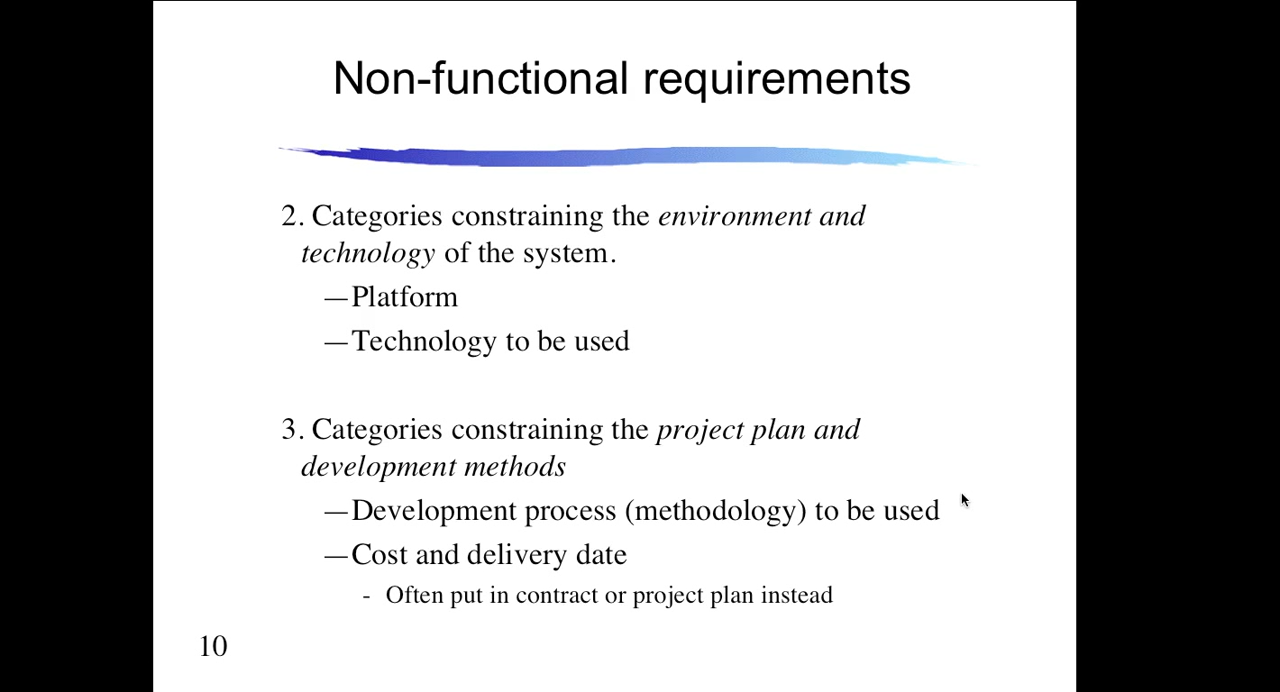 Non-functional requirements
2. Categories constraining the environment and
technology of the system.
—Platform
—Technology to be used
3. Categories constraining the project plan and
development methods
—Development process (methodology) to be used
—Cost and delivery date
- Often put in contract or project plan instead
10